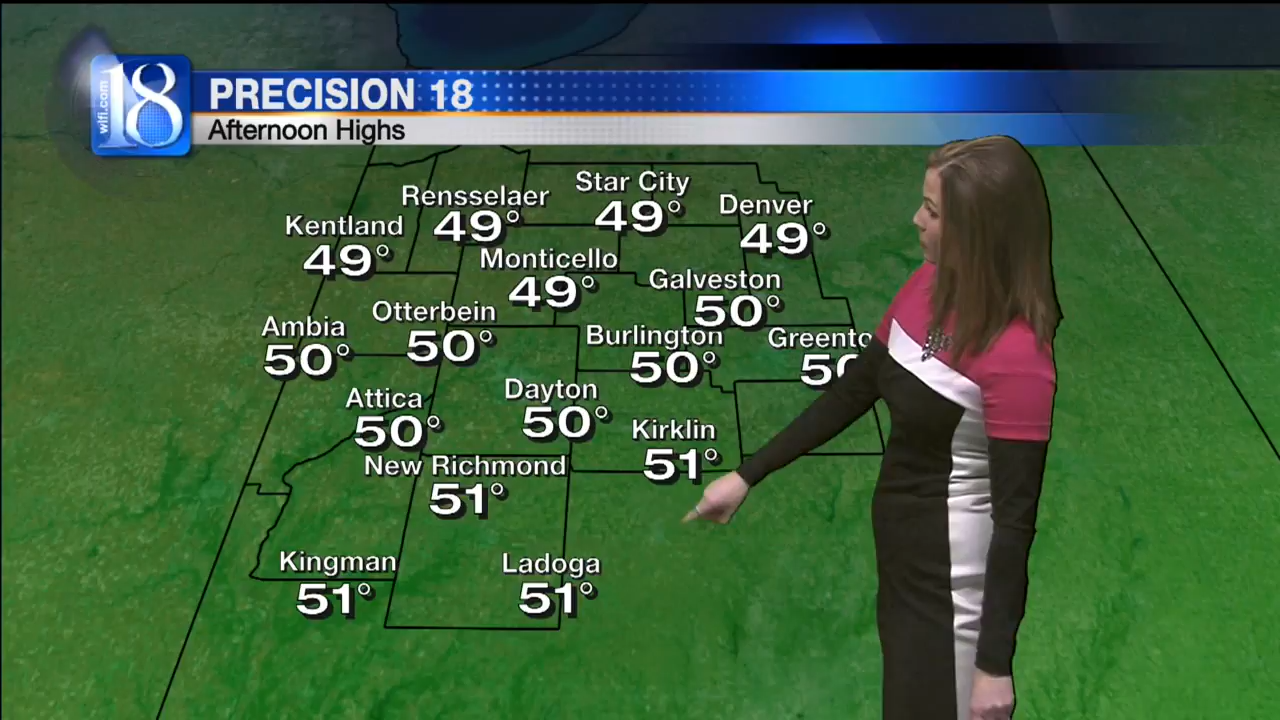 wlfi.com
18
PRECISION 18
Afternoon Highs
Star City
49°
Rensselaer
49°
Denver
49°
Kentland
49°
Monticello
49°
Galveston
50°
Otterbein
50°
Ambia
50°
Burlington
50°
Greento
50
Dayton
50°
Attica
50°
Kirklin
51°
New Richmond
51°
Kingman
51°
Ladoga
51°